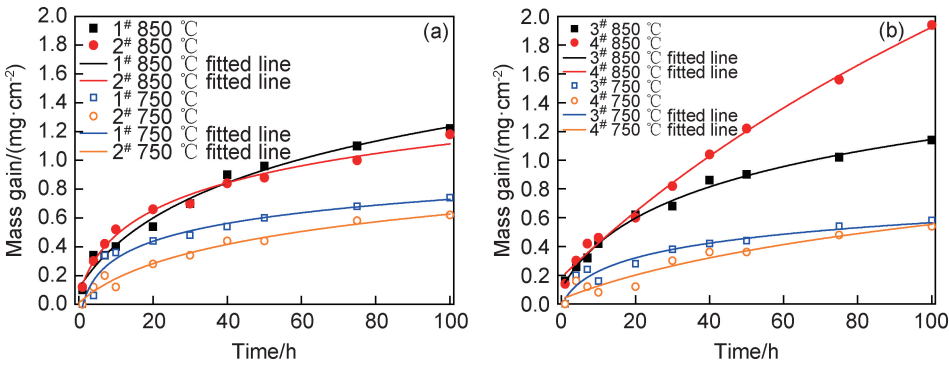 (a)
1# 850 ℃
2# 850 ℃
1# 850 ℃ fitted line
2# 850 ℃ fitted line
1# 750 ℃
2# 750 ℃
1# 750 ℃ fitted line
2# 750 ℃ fitted line
Mass gain/(mg·cm-2)
2.0
1.8
1.6
1.4
1.2
1.0
0.8
0.6
0.4
0.2
0.0
0 20 40 60 80 100
Time/h
(b)
3# 850 ℃
4# 850 ℃
3# 850 ℃ fitted line
4# 850 ℃ fitted line
3# 750 ℃
4# 750 ℃
3# 750 ℃ fitted line
4# 750 ℃ fitted line
Mass gain/(mg·cm-2)
2.0
1.8
1.6
1.4
1.2
1.0
0.8
0.6
0.4
0.2
0.0
0 20 40 60 80 100
Time/h